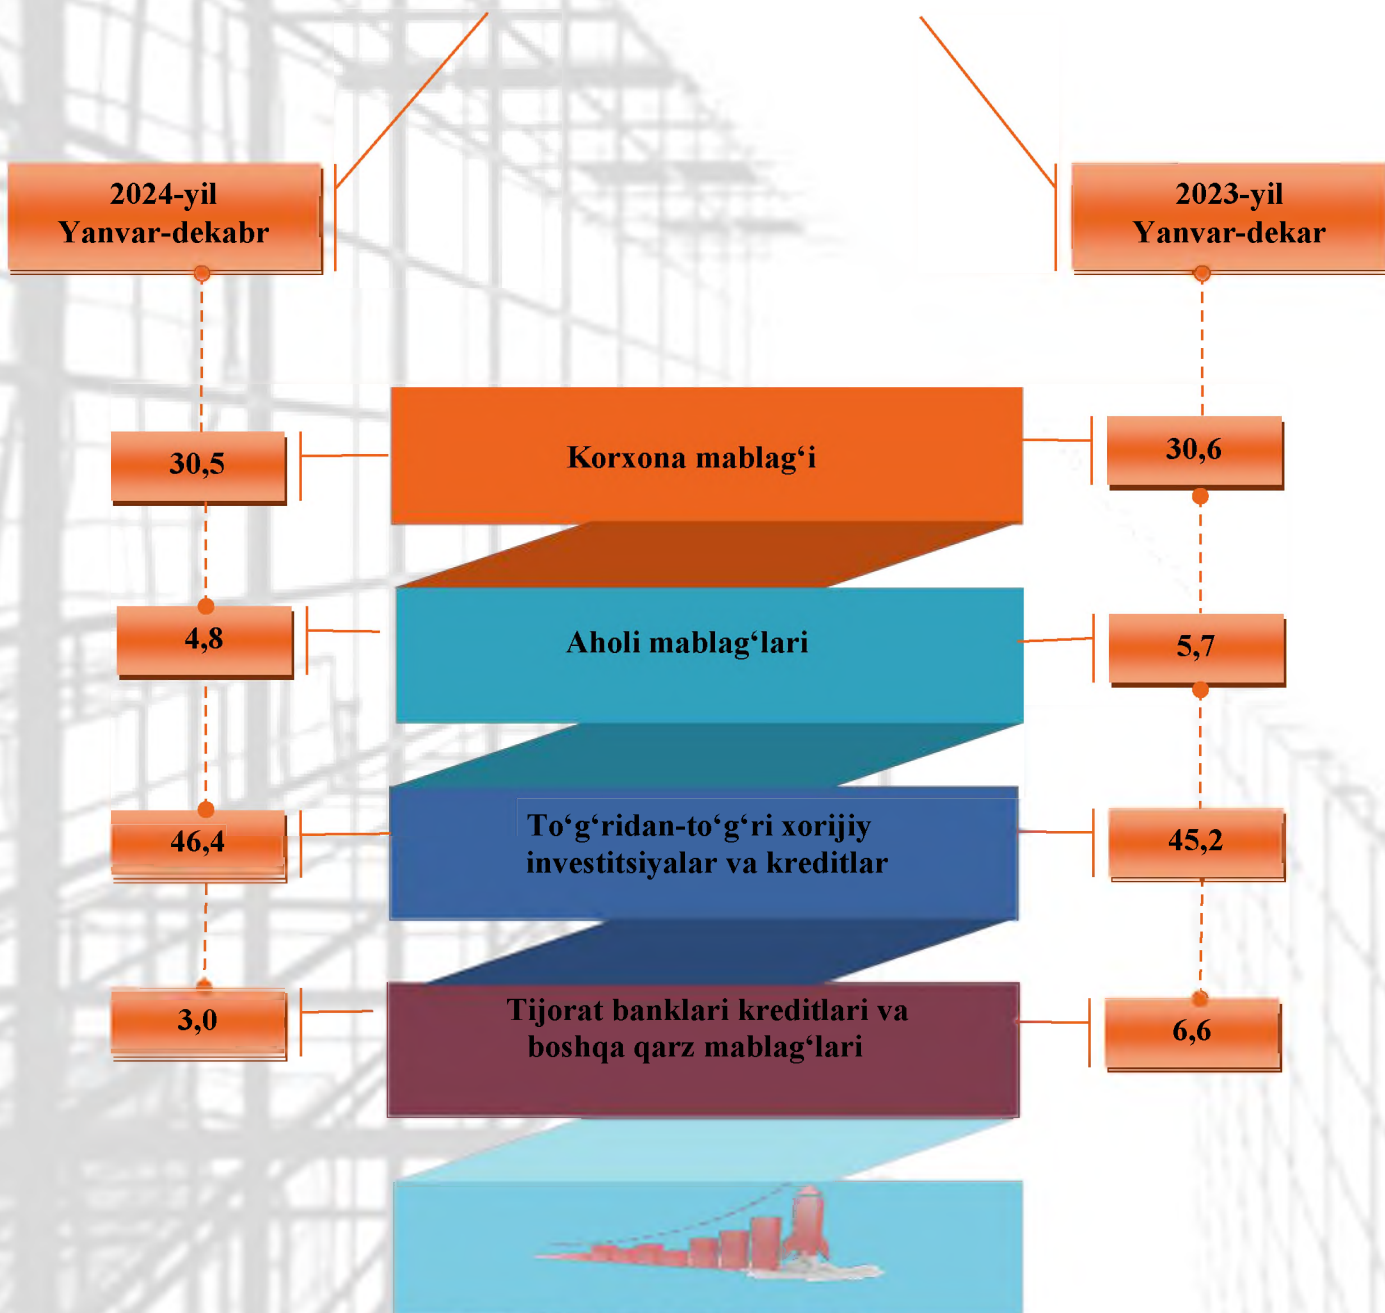 2024-yil
Yanvar-dekabr
2023-yil
Yanvar-dekar
30,5
Korxona mablag‘i
30,6
4,8
Aholi mablag‘lari
5,7
46,4
To‘g‘ridan-to‘g‘ri xorijiy
investitsiyalar va kreditlar
45,2
3,0
Tijorat banklari kreditlari va
boshqa qarz mablag‘lari
6,6